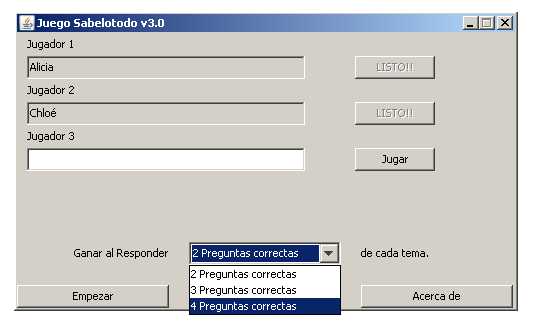 Juego Sabelotodo v3.0
Jugador 1
Alicia
LISTO!!
Jugador 2
Chloé
LISTO!!
Jugador 3
Jugar
Ganar al Responder 2 Preguntas correctas de cada tema.
2 Preguntas correctas
3 Preguntas correctas
4 Preguntas correctas
Empezar
Acerca de